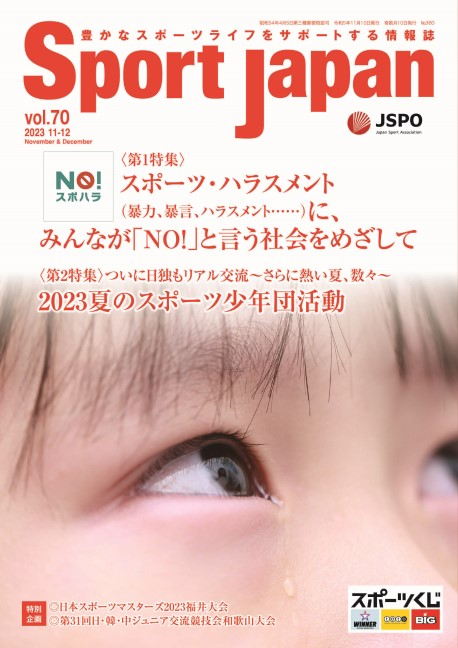 昭和54年4月5日第三種郵便物認可　令和5年11月10日発行　奇数月10日発行　№380
豊かなスポーツライフをサポートする情報誌
Sport Japan
vol.70
2023 11-12
November & December
JSPO
Japan Sport Association
NO!
スポハラ
〈第1特集〉
スポーツ・ハラスメント
（暴力、暴言、ハラスメント……）に、
みんなが「NO!」と言う社会をめざして
〈第2特集〉ついに日独もリアル交流〜さらに熱い夏、数々〜
2023夏のスポーツ少年団活動
特別
企画
◎日本スポーツマスターズ2023福井大会
◎第31回日・韓・中ジュニア交流競技会和歌山大会
スポーツくじ
WINNER
toto
BIG